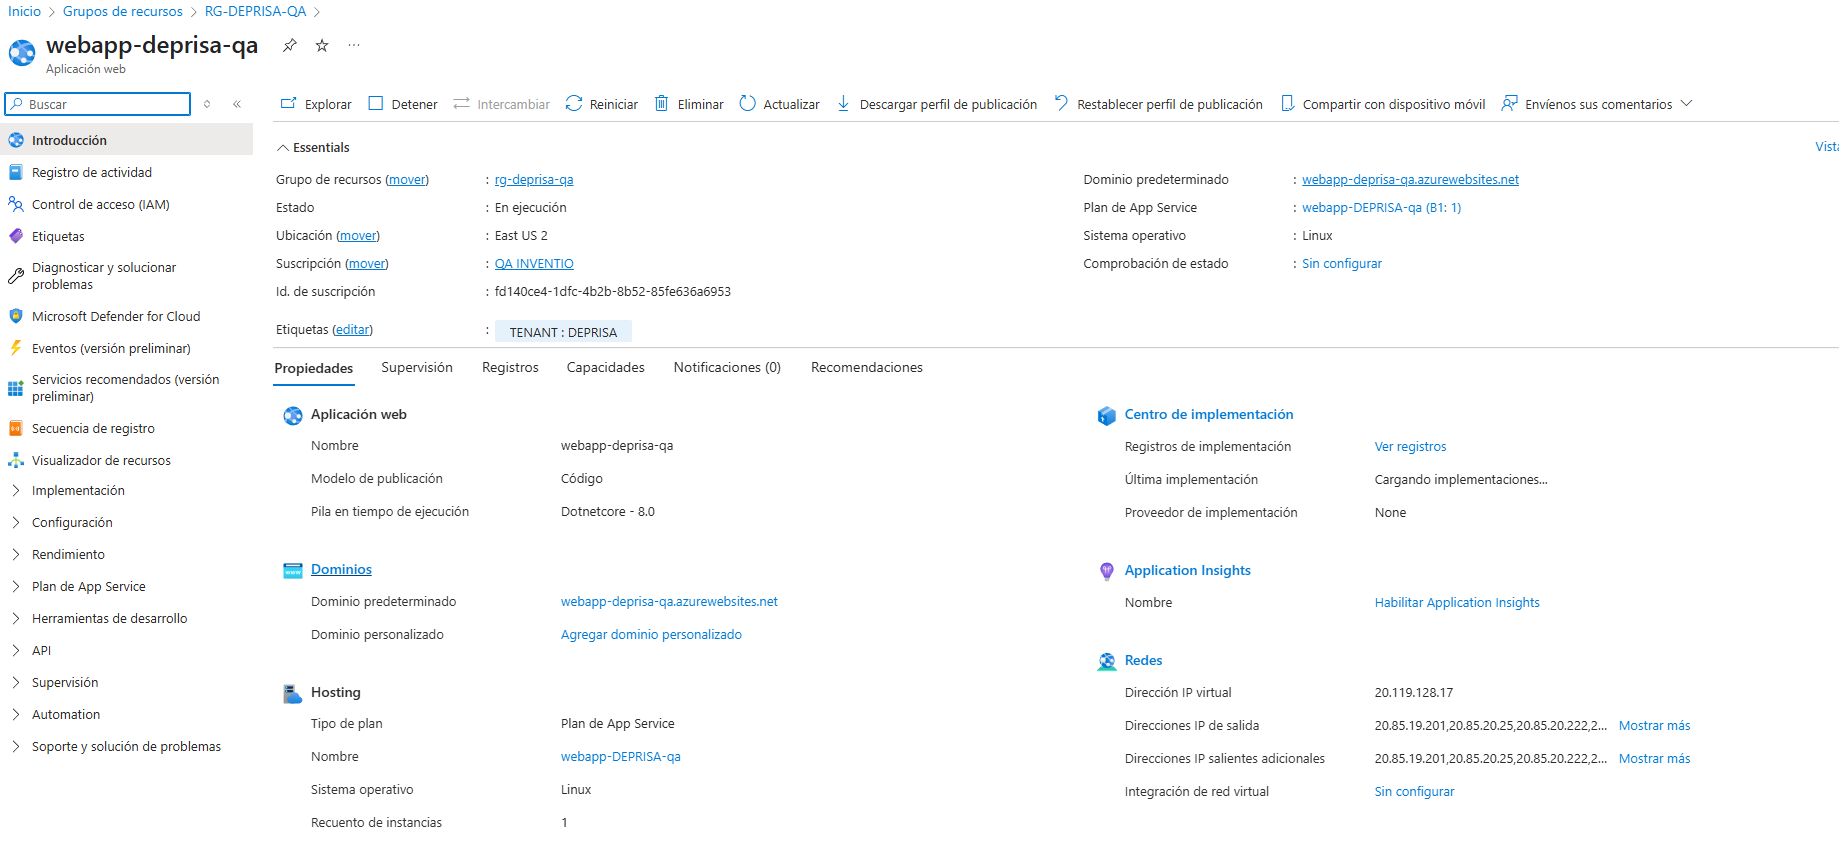 Inicio > Grupos de recursos > RG-DEPRISA-QA >
webapp-deprisa-qa
Aplicación web
Buscar
Introducción
Registro de actividad
Control de acceso (IAM)
Etiquetas
Diagnosticar y solucionar
problemas
Microsoft Defender for Cloud
Eventos (versión preliminar)
Servicios recomendados (versión
preliminar)
Secuencia de registro
Visualizador de recursos
Implementación
Configuración
Rendimiento
Plan de App Service
Herramientas de desarrollo
API
Supervisión
Automation
Soporte y solución de problemas
Explorar Detener Intercambiar Reiniciar Eliminar Actualizar Descargar perfil de publicación Restablecer perfil de publicación Compartir con dispositivo móvil Envíenos sus comentarios
Essentials
Grupo de recursos (mover) : rg-deprisa-qa
Estado : En ejecución
Ubicación (mover) : East US 2
Suscripción (mover) : QA INVENTIO
Id. de suscripción : fd140ce4-1dfc-4b2b-8b52-85fe636a6953
Etiquetas (editar) : TENANT : DEPRISA
Dominio predeterminado : webapp-deprisa-qa.azurewebsites.net
Plan de App Service : webapp-DEPRISA-qa (B1: 1)
Sistema operativo : Linux
Comprobación de estado : Sin configurar
Propiedades Supervisión Registros Capacidades Notificaciones (0) Recomendaciones
Aplicación web
Nombre webapp-deprisa-qa
Modelo de publicación Código
Pila en tiempo de ejecución Dotnetcore - 8.0
Dominios
Dominio predeterminado webapp-deprisa-qa.azurewebsites.net
Dominio personalizado Agregar dominio personalizado
Hosting
Tipo de plan Plan de App Service
Nombre webapp-DEPRISA-qa
Sistema operativo Linux
Recuento de instancias 1
Centro de implementación
Registros de implementación Ver registros
Última implementación Cargando implementaciones...
Proveedor de implementación None
Application Insights
Nombre Habilitar Application Insights
Redes
Dirección IP virtual 20.119.128.17
Direcciones IP de salida 20.85.19.201,20.85.20.25,20.85.20.222,2... Mostrar más
Direcciones IP salientes adicionales 20.85.19.201,20.85.20.25,20.85.20.222,2... Mostrar más
Integración de red virtual Sin configurar